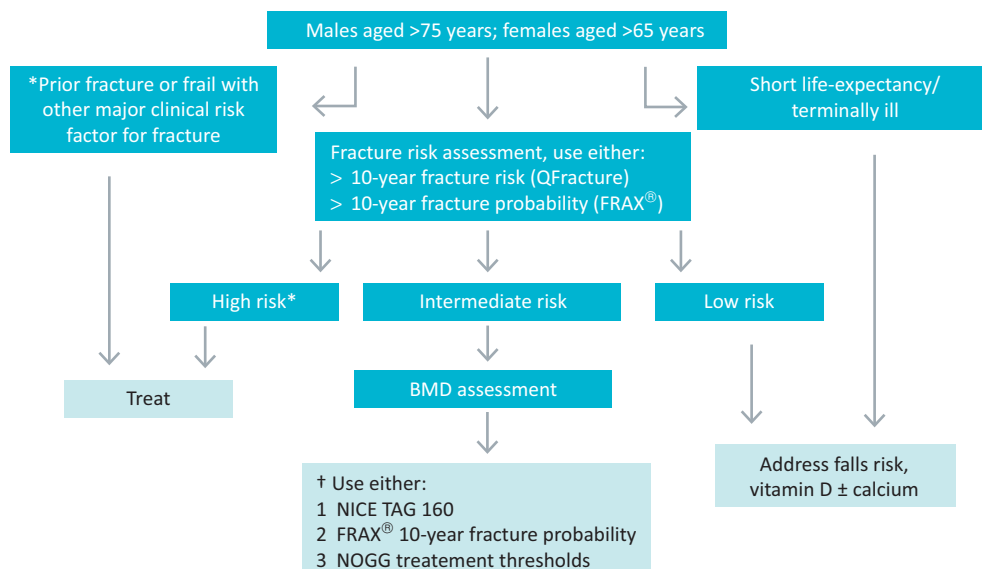 Males aged >75 years; females aged >65 years
*Prior fracture or frail with
other major clinical risk
factor for fracture
Short life-expectancy/
terminally ill
Fracture risk assessment, use either:
> 10-year fracture risk (QFracture)
> 10-year fracture probability (FRAX®)
High risk*
Intermediate risk
Low risk
Treat
BMD assessment
Address falls risk,
vitamin D ± calcium
† Use either:
1 NICE TAG 160
2 FRAX® 10-year fracture probability
3 NOGG treatement thresholds